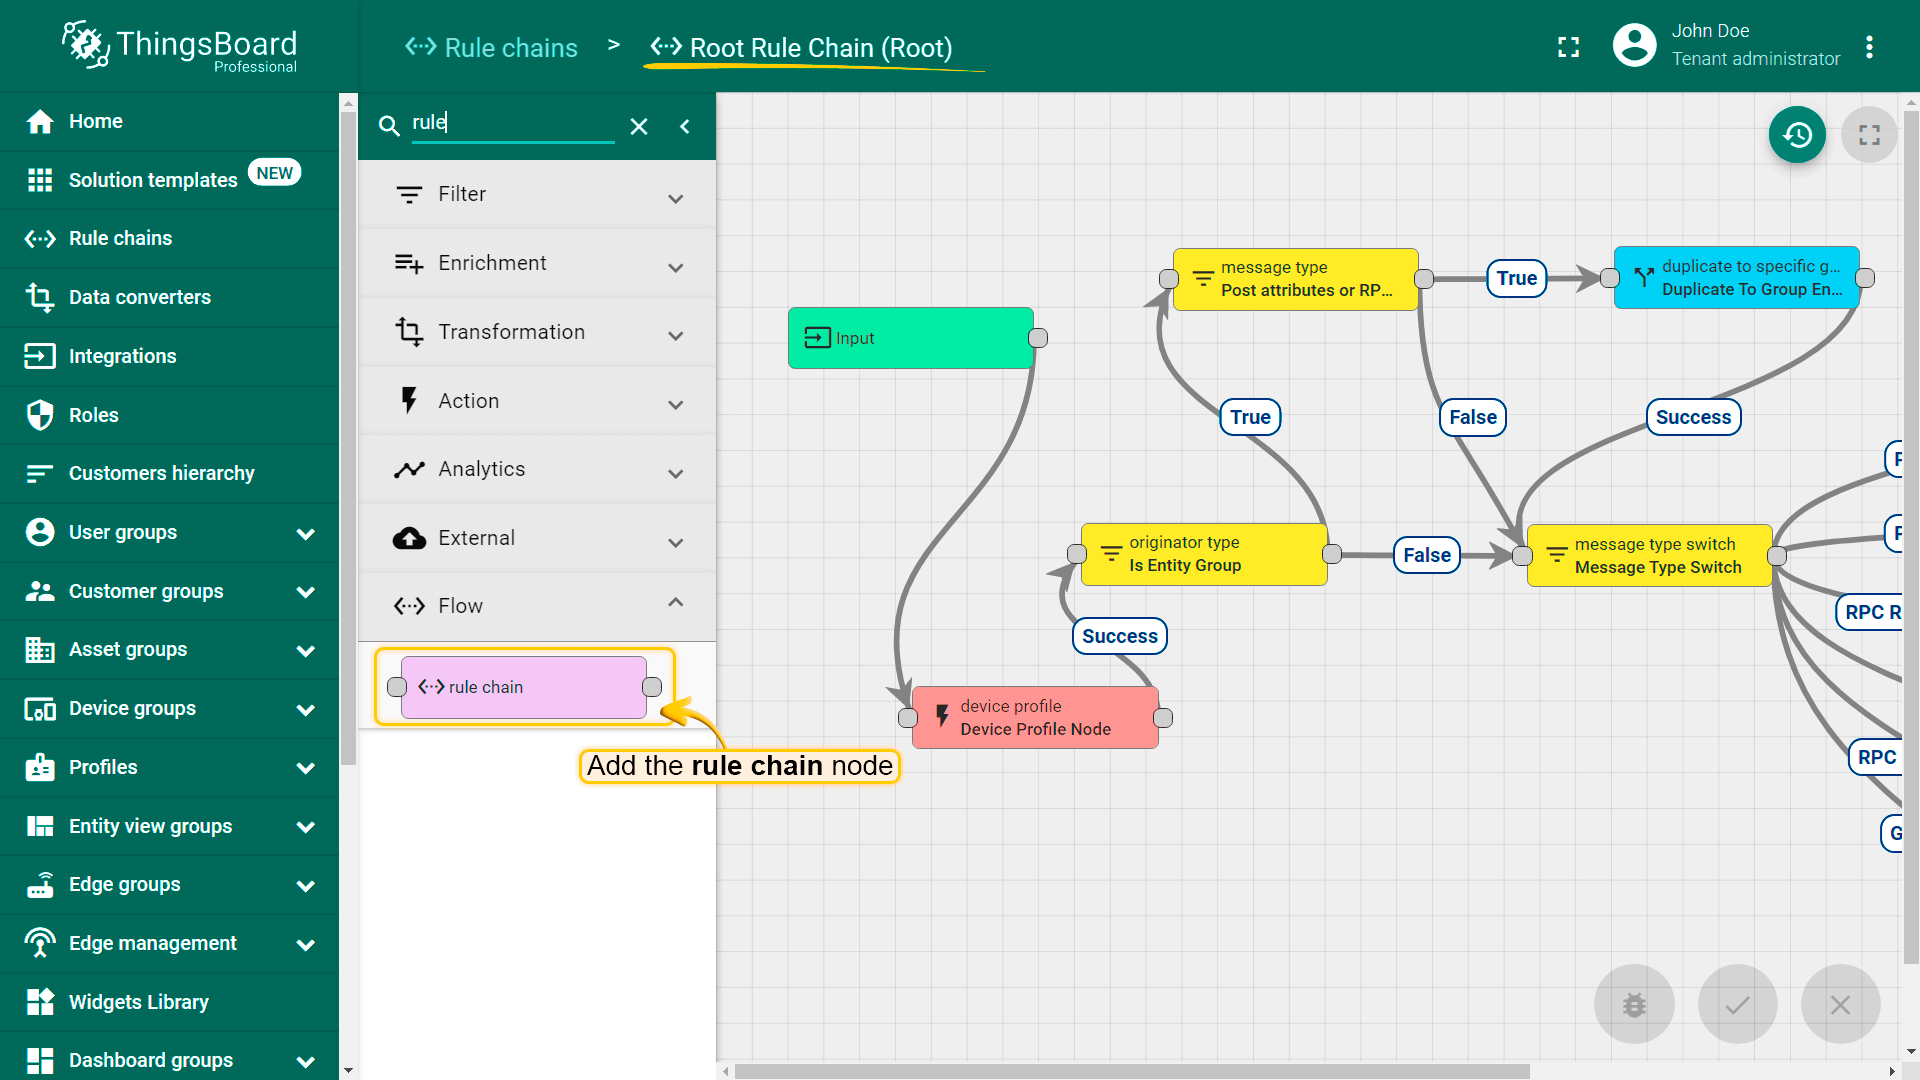 ThingsBoard
Professional
Rule chains > Root Rule Chain (Root)
John Doe
Tenant administrator
Home
Solution templates NEW
Rule chains
Data converters
Integrations
Roles
Customers hierarchy
User groups
Customer groups
Asset groups
Device groups
Profiles
Entity view groups
Edge groups
Edge management
Widgets Library
Dashboard groups
rule
Filter
Enrichment
Transformation
Action
Analytics
External
Flow
rule chain
Add the rule chain node
Input
message type
Post attributes or RP...
True
duplicate to specific g...
Duplicate To Group En...
True
False
Success
originator type
Is Entity Group
False
message type switch
Message Type Switch
Success
device profile
Device Profile Node
RPC R
RPC
G